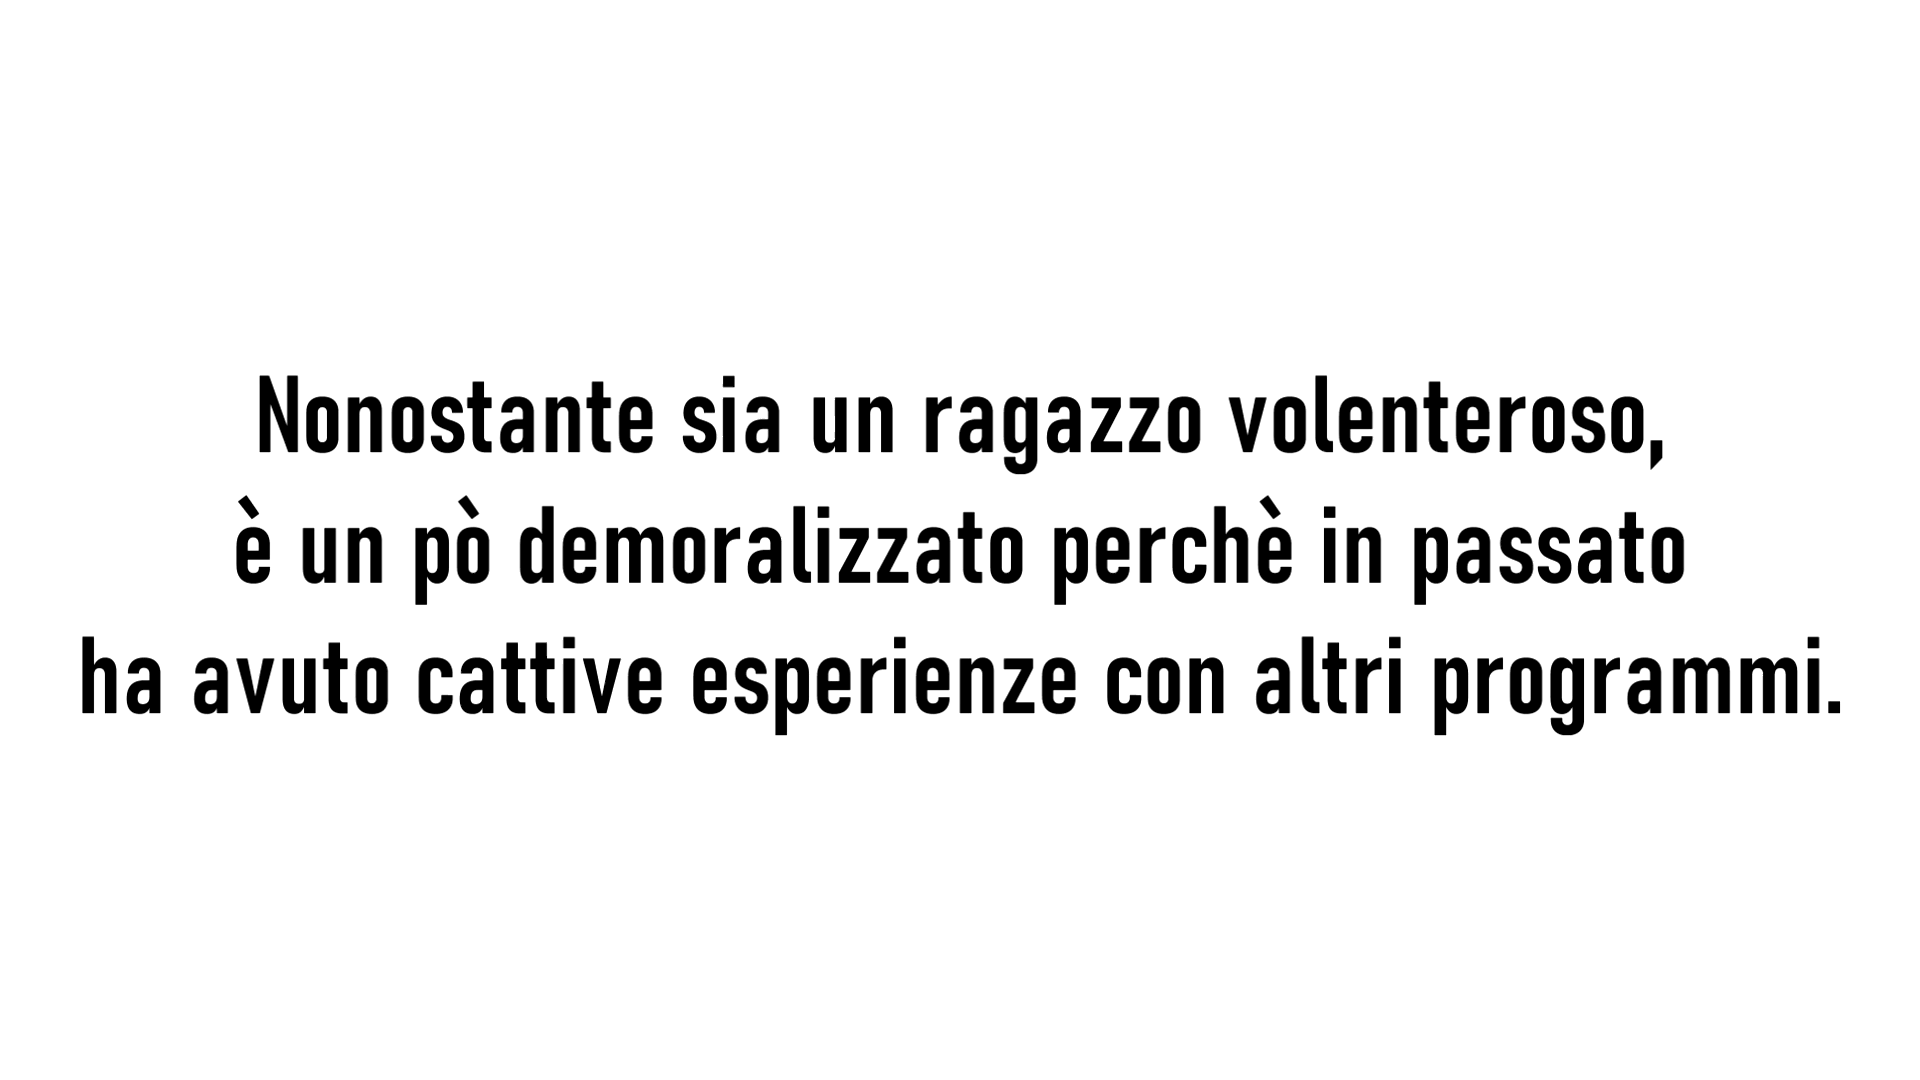 Nonostante sia un ragazzo volenteroso,
è un pò demoralizzato perchè in passato
ha avuto cattive esperienze con altri programmi.